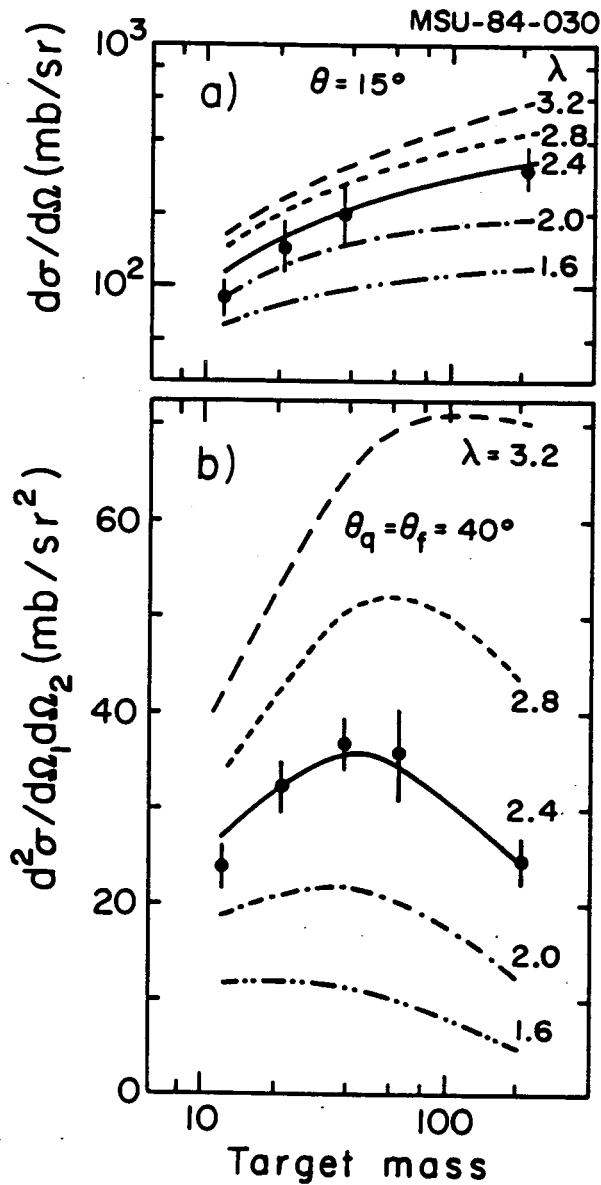 MSU-84-030
10³
a)
θ = 15°
λ
3.2
2.8
2.4
2.0
1.6
10²
dσ/dΩ (mb/sr)
b)
λ = 3.2
θq = θf = 40°
60
40
20
0
2.8
2.4
2.0
1.6
d²σ/dΩ₁dΩ₂ (mb/sr²)
10
100
Target mass